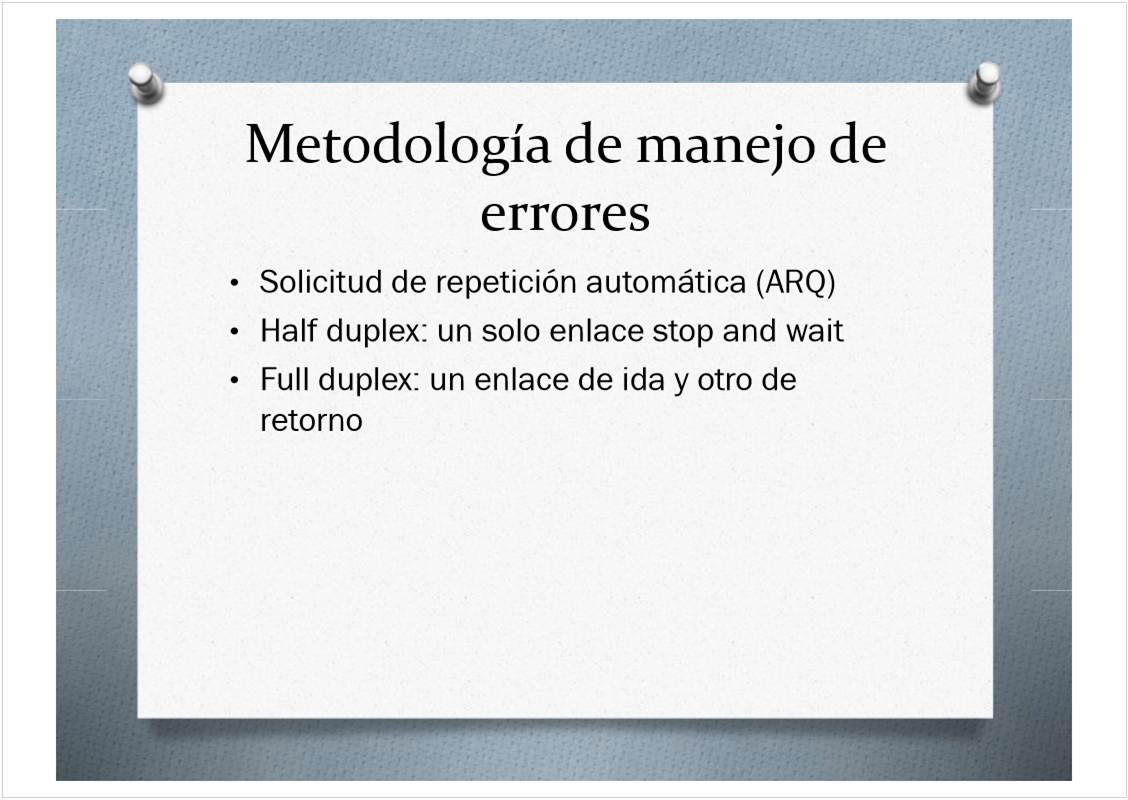 Metodología de manejo de
errores
• Solicitud de repetición automática (ARQ)
• Half duplex: un solo enlace stop and wait
• Full duplex: un enlace de ida y otro de
retorno